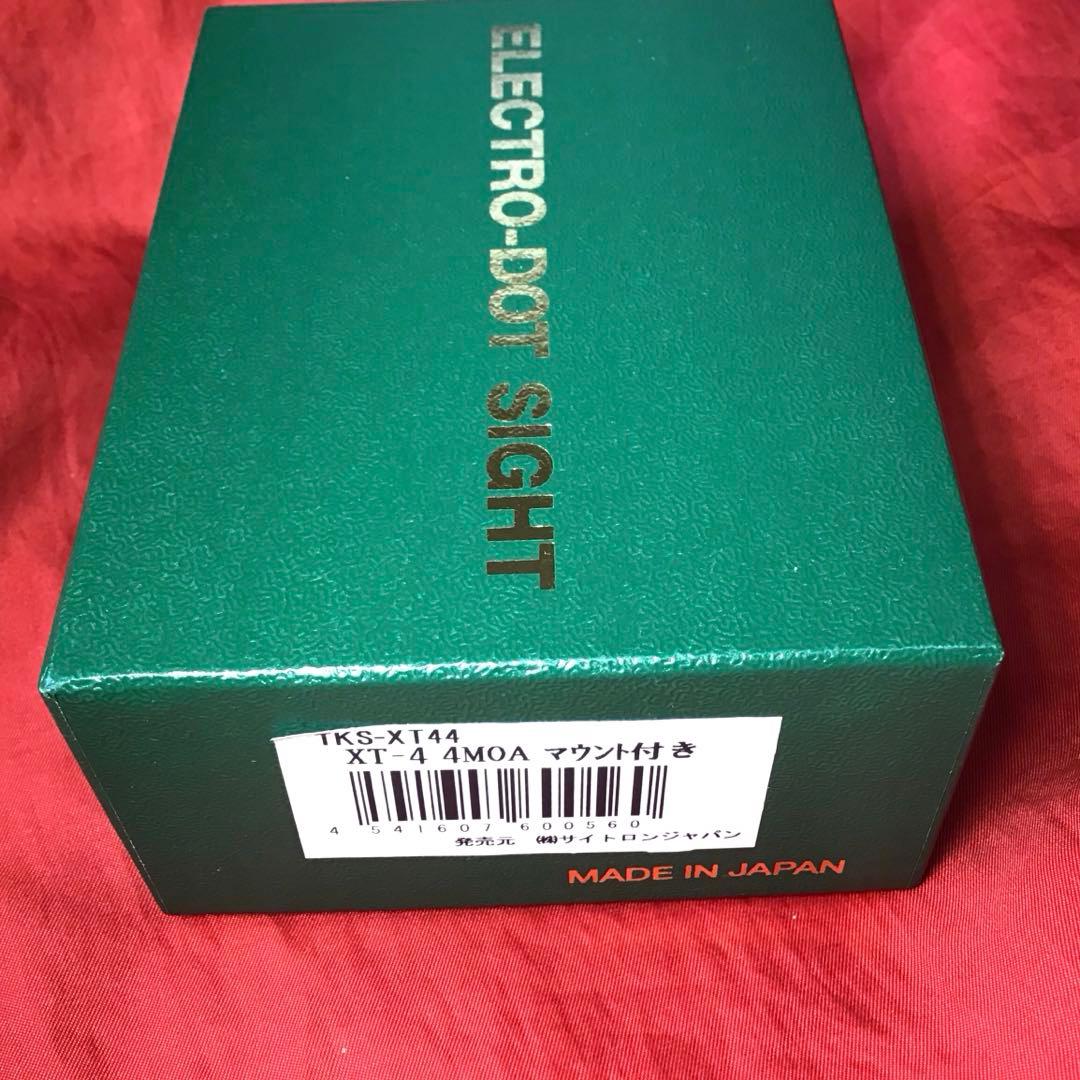 ELECTRO-DOT SIGHT
TKS-XT44
XT-4 4MOA マウント付き
4 541607 600560
発売元 ㈱サイトロンジャパン
MADE IN JAPAN